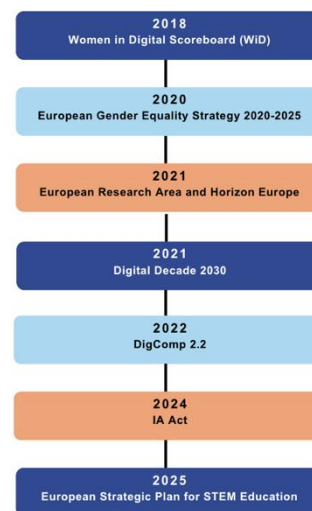 2018
Women in Digital Scoreboard (WiD)
2020
European Gender Equality Strategy 2020-2025
2021
European Research Area and Horizon Europe
2021
Digital Decade 2030
2022
DigComp 2.2
2024
IA Act
2025
European Strategic Plan for STEM Education